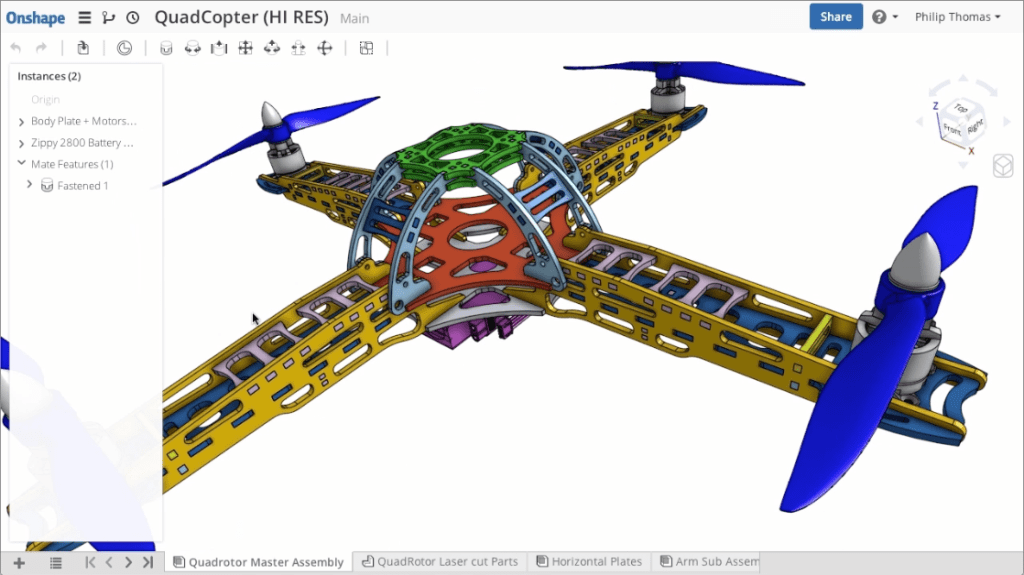 Onshape QuadCopter (HI RES) Main Share ? Philip Thomas
Instances (2)
Origin
Body Plate + Motors...
Zippy 2800 Battery ...
Mate Features (1)
Fastened 1
Z
Top
Front
Right
X
Quadrotor Master Assembly QuadRotor Laser cut Parts Horizontal Plates Arm Sub Assem